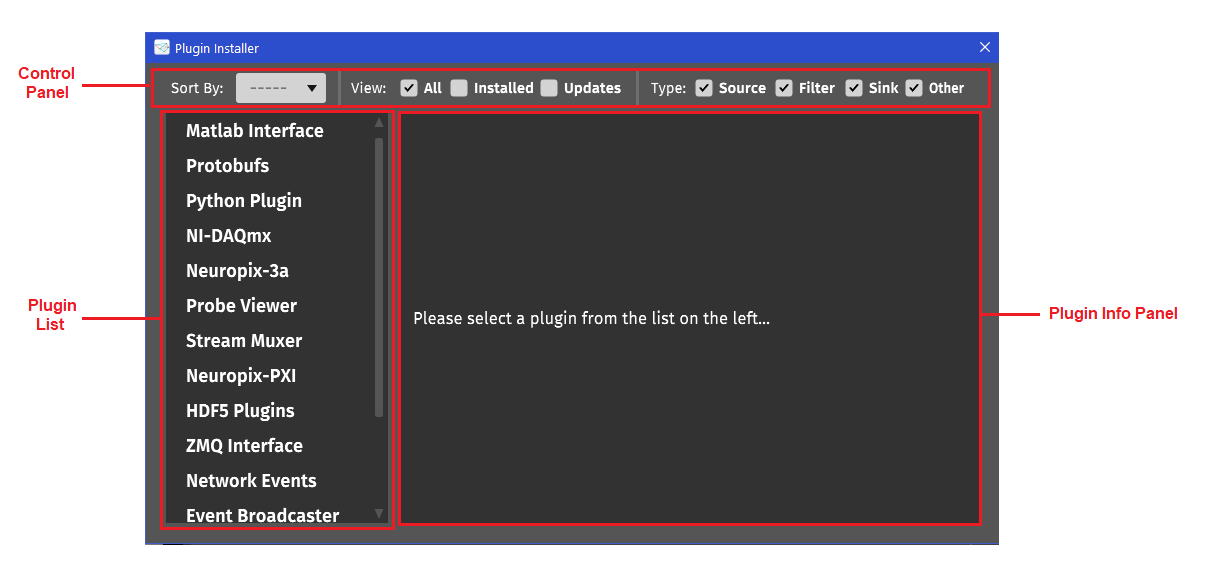 Plugin Installer
Control
Panel
Sort By: ----- View: All Installed Updates Type: Source Filter Sink Other
Matlab Interface
Protobufs
Python Plugin
NI-DAQmx
Neuropix-3a
Probe Viewer
Stream Muxer
Neuropix-PXI
HDF5 Plugins
ZMQ Interface
Network Events
Event Broadcaster
Plugin
List
Please select a plugin from the list on the left...
Plugin Info Panel